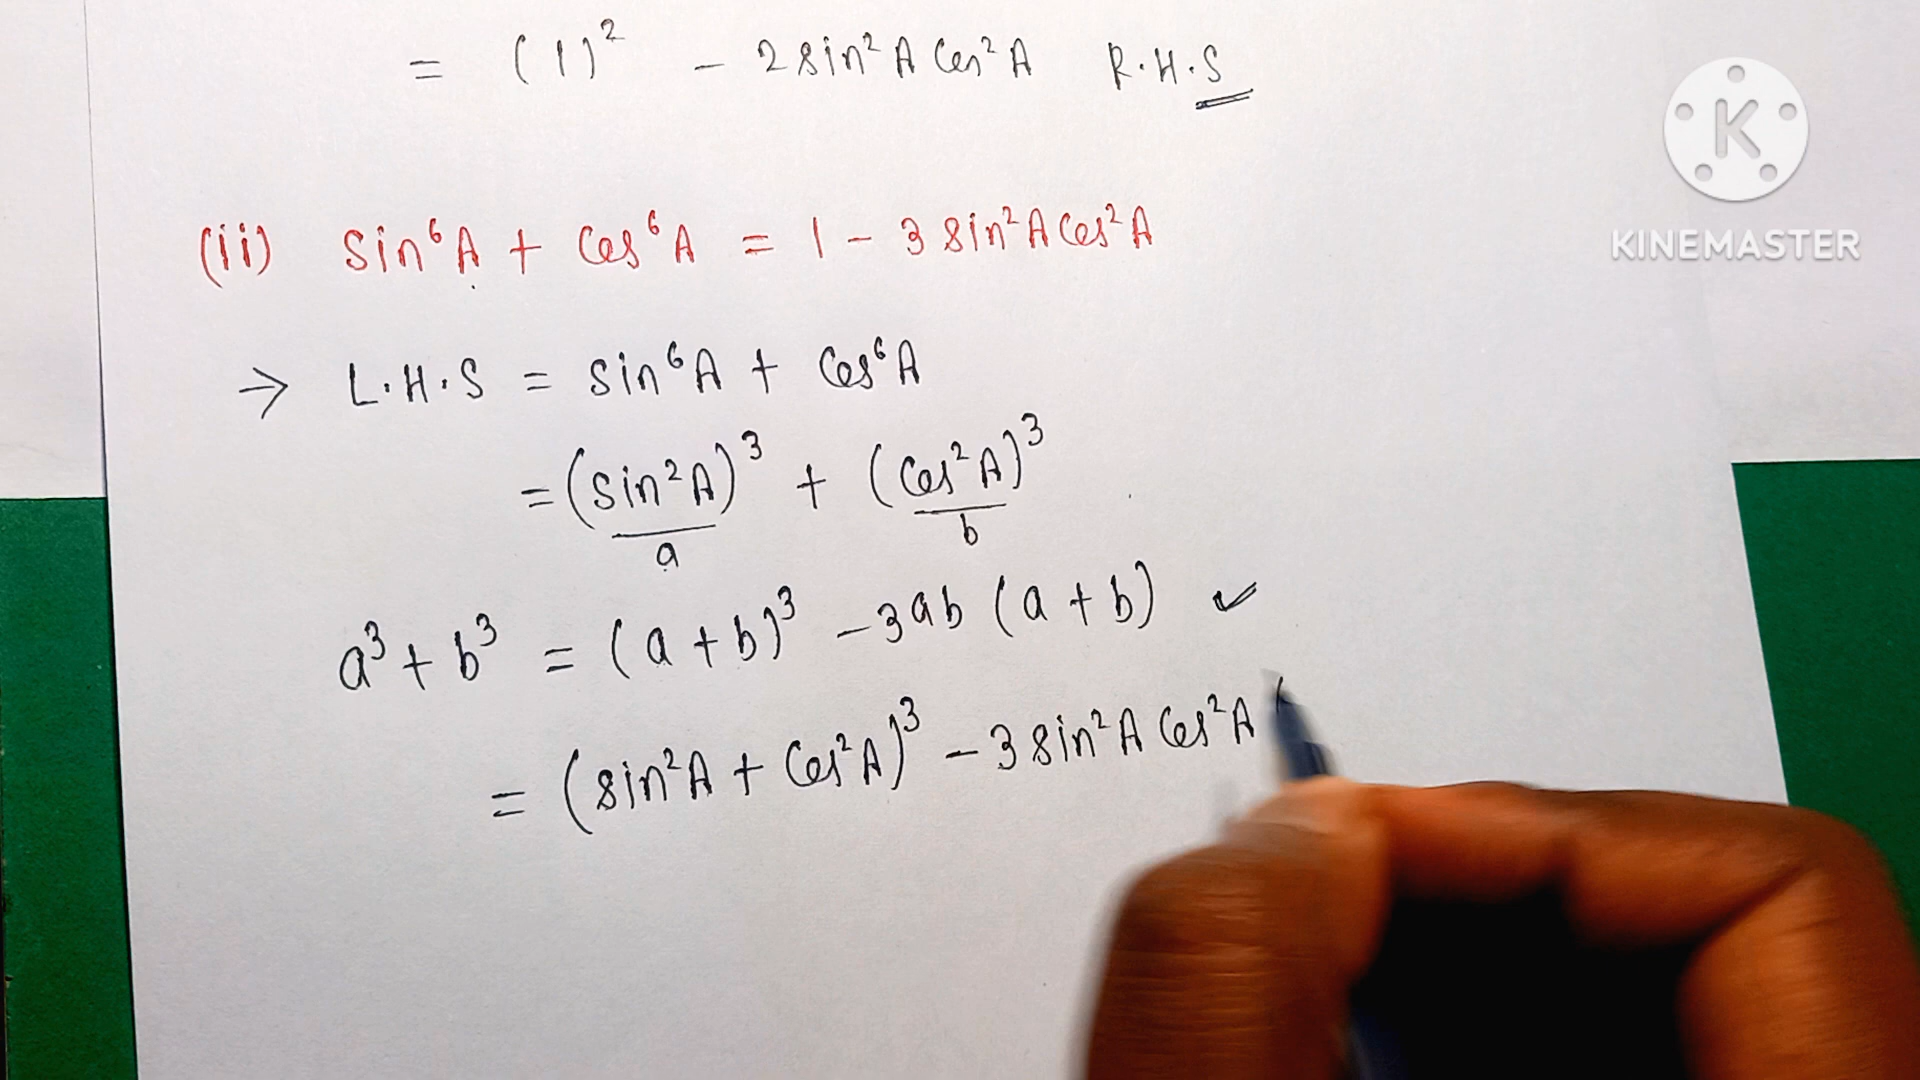 = (1)² - 2 sin²A Cos²A R.H.S
K
KINEMASTER
(ii) sin⁶A + Cos⁶A = 1 - 3 sin²A Cos²A
→ L.H.S = sin⁶A + Cos⁶A
= (sin²A)³ + (Cos²A)³
a b
a³ + b³ = (a + b)³ - 3ab (a + b) ✓
= (sin²A + Cos²A)³ - 3 sin²A Cos²A (